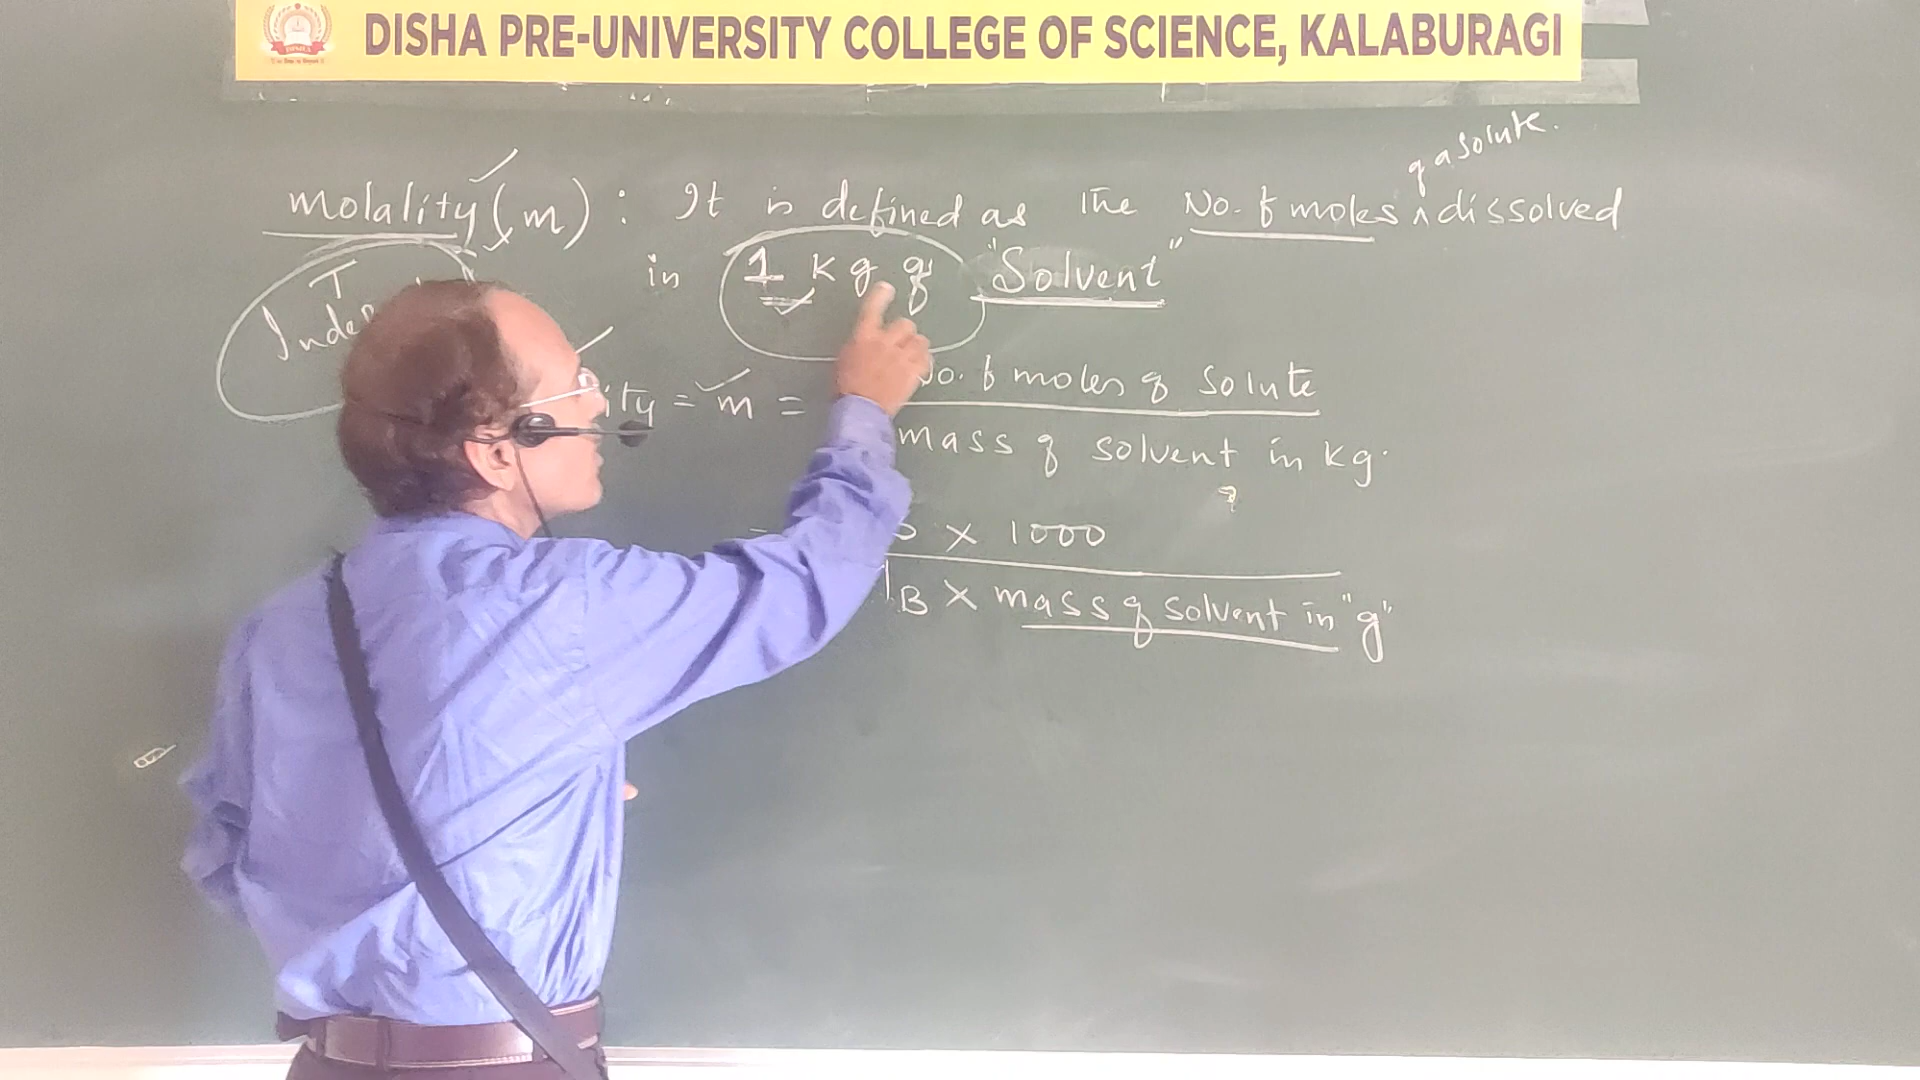 DISHA PRE-UNIVERSITY COLLEGE OF SCIENCE, KALABURAGI
of a solute.
molality (m) : It is defined as the No. of moles ^ dissolved
in 1 kg of "Solvent"
T
= m = No. of moles of solute
mass of solvent in kg.
× 1000
B × mass of solvent in "g"